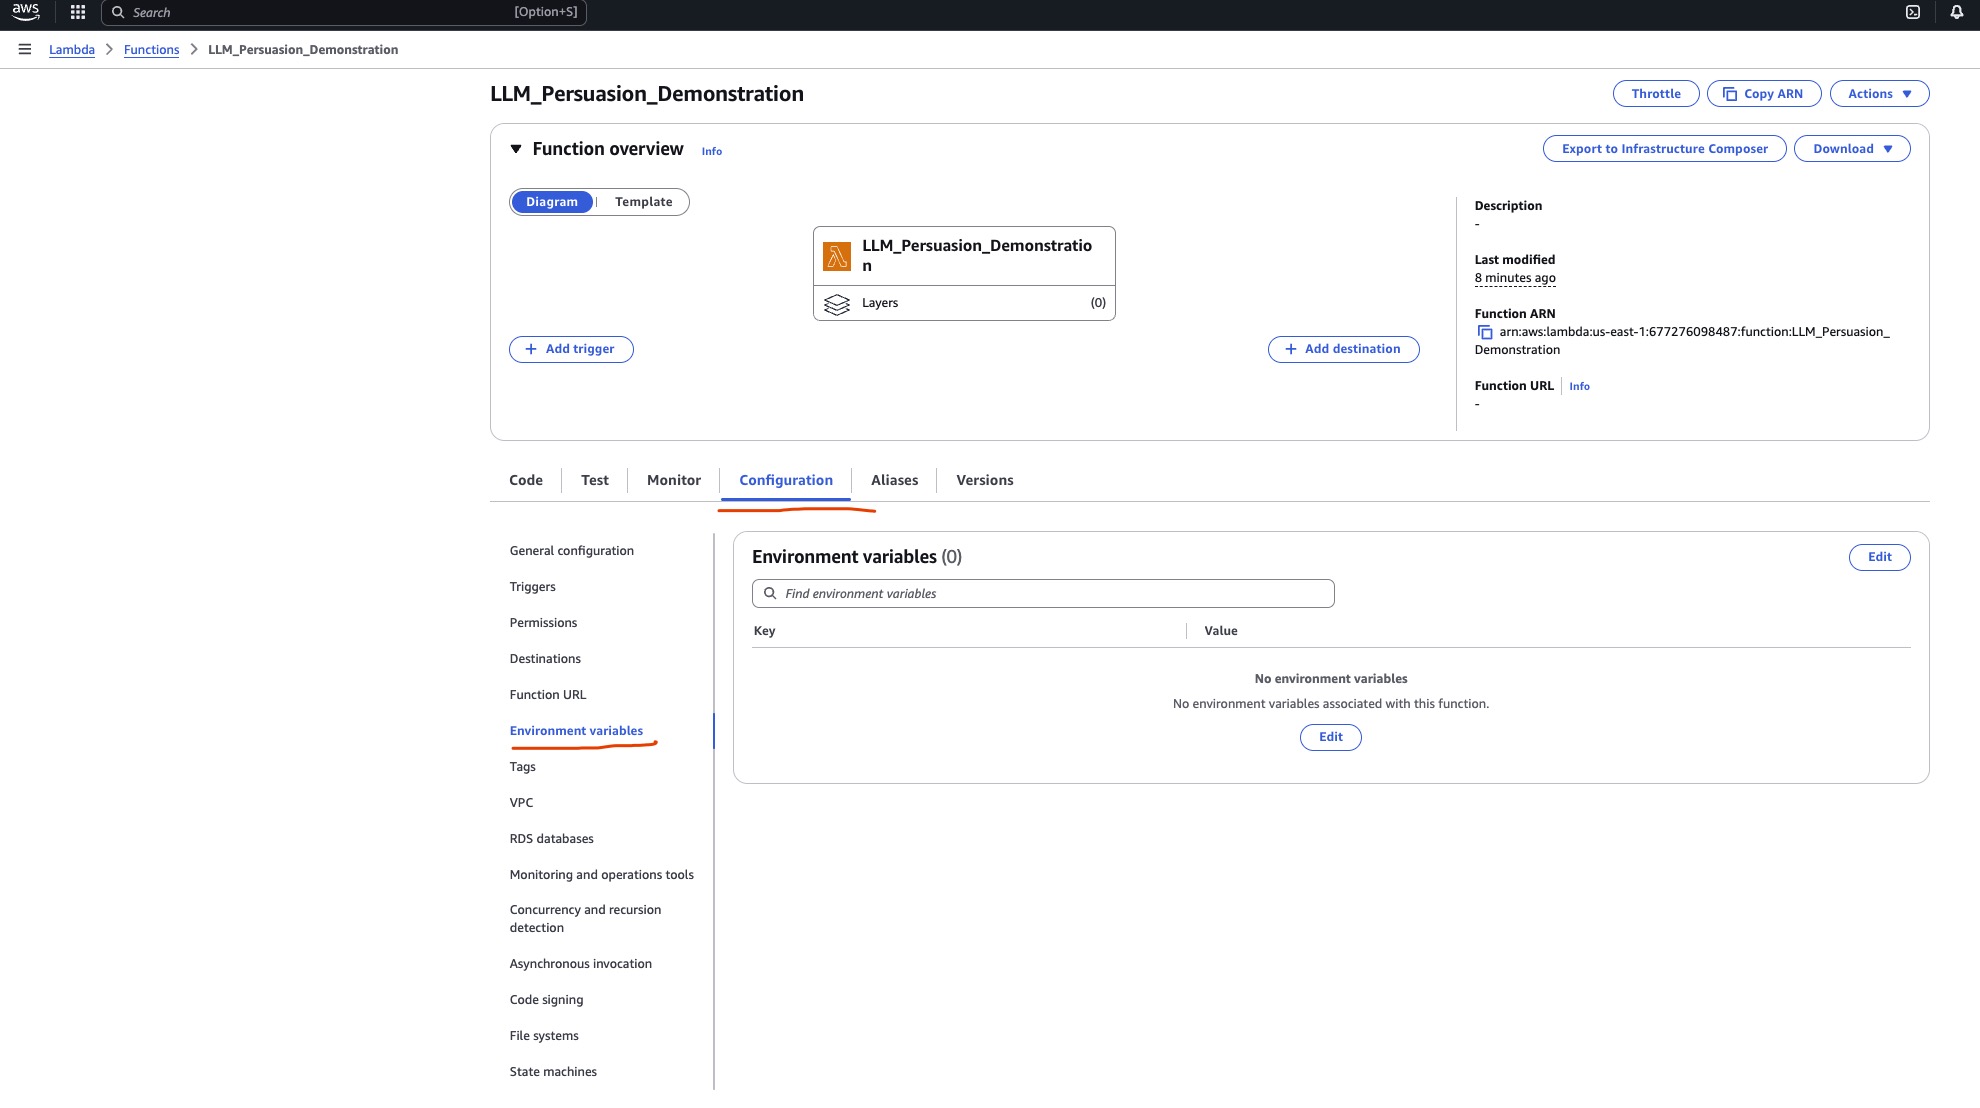 aws
Search
[Option+S]
Lambda
Functions
LLM_Persuasion_Demonstration
LLM_Persuasion_Demonstration
Throttle
Copy ARN
Actions
Function overview
Info
Export to Infrastructure Composer
Download
Diagram
Template
LLM_Persuasion_Demonstratio
n
Layers
(0)
Add trigger
Add destination
Description
-
Last modified
8 minutes ago
Function ARN
arn:aws:lambda:us-east-1:677276098487:function:LLM_Persuasion_
Demonstration
Function URL
Info
-
Code
Test
Monitor
Configuration
Aliases
Versions
General configuration
Triggers
Permissions
Destinations
Function URL
Environment variables
Tags
VPC
RDS databases
Monitoring and operations tools
Concurrency and recursion
detection
Asynchronous invocation
Code signing
File systems
State machines
Environment variables (0)
Edit
Find environment variables
Key
Value
No environment variables
No environment variables associated with this function.
Edit